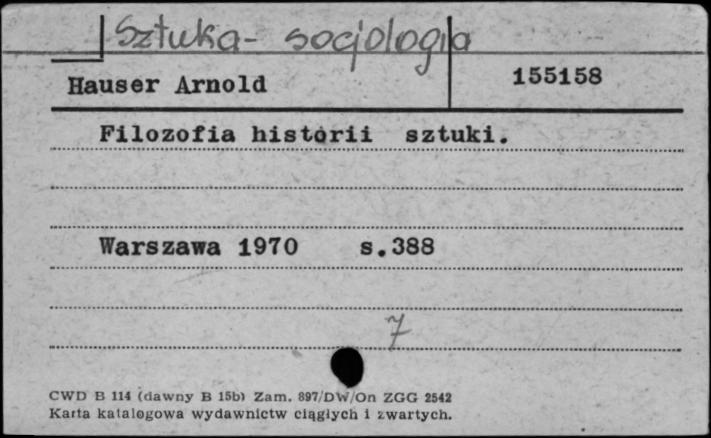 Sztuka - socjologia
Hauser Arnold
155158
Filozofia historii sztuki.
Warszawa 1970 s.388
7
CWD B 114 (dawny B 15b) Zam. 897/DW/On ZGG 2542
Karta katalogowa wydawnictw ciągłych i zwartych.